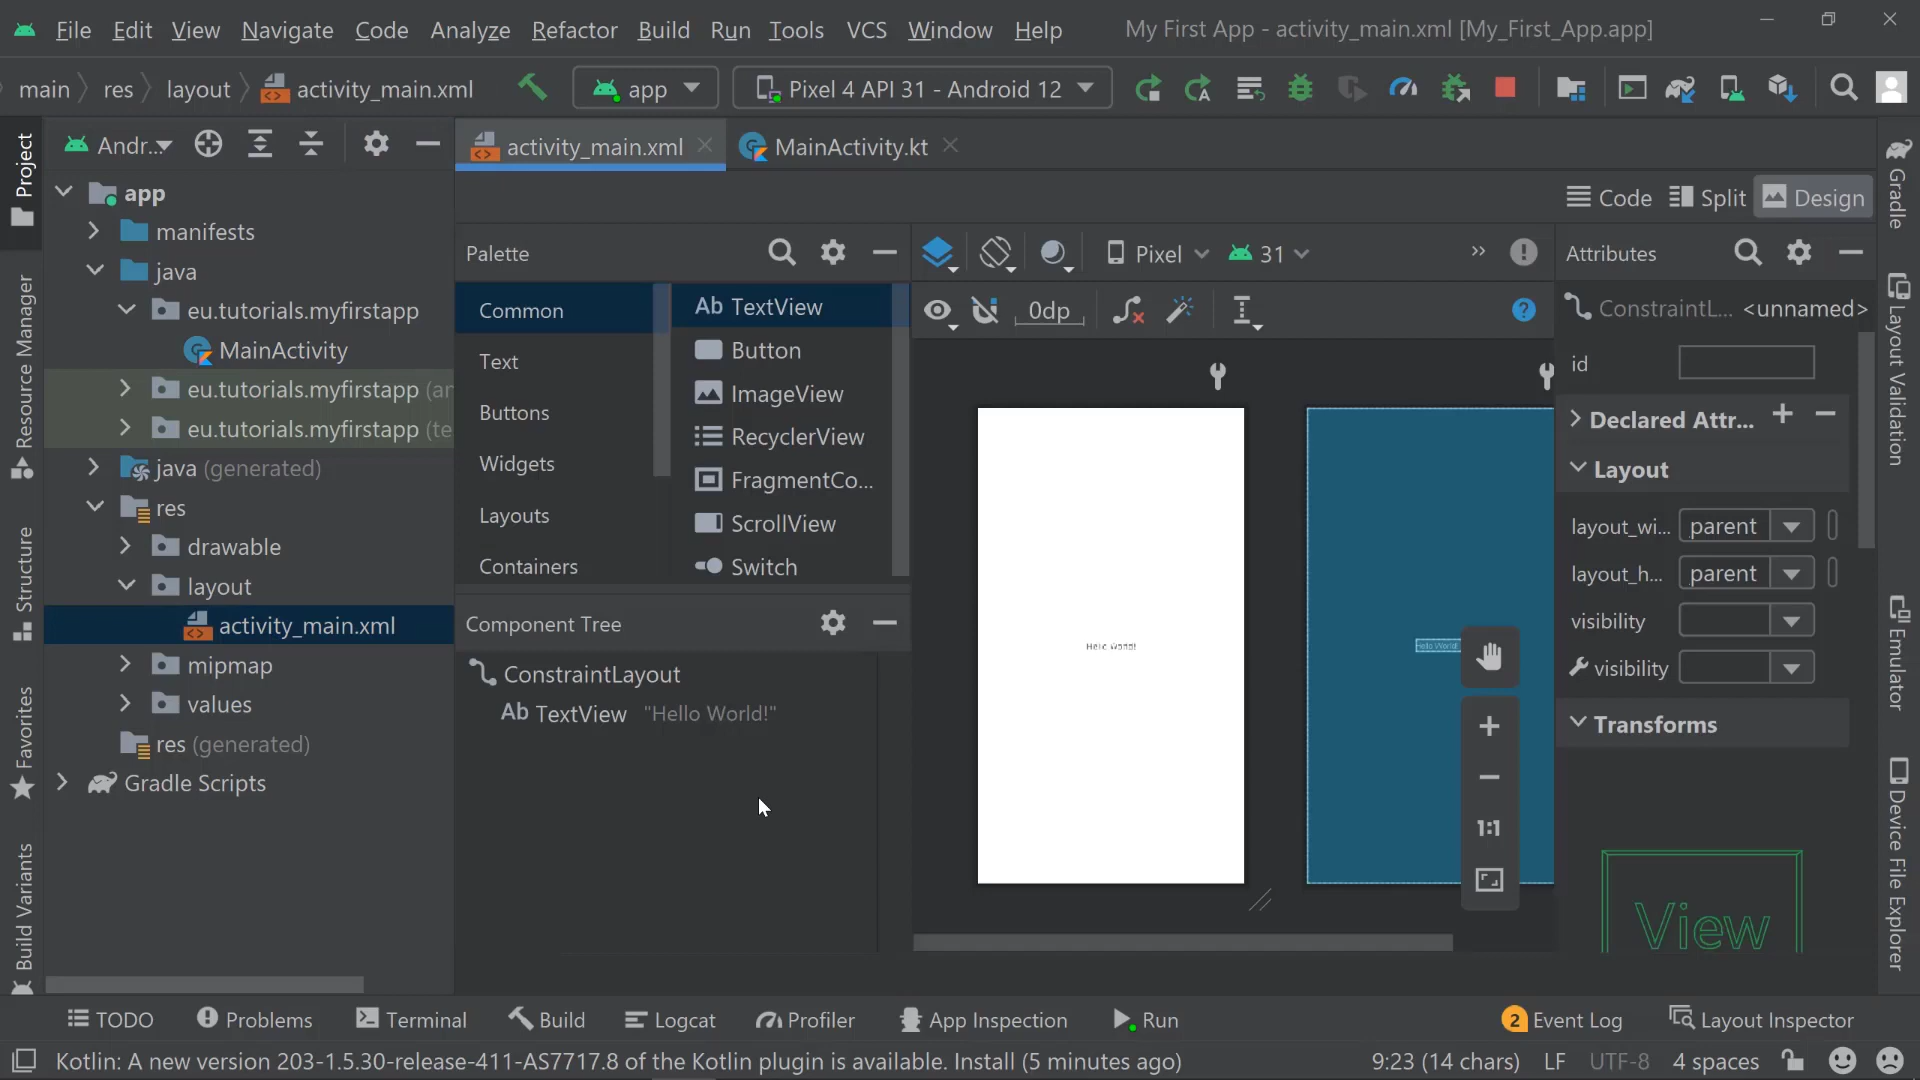 File Edit View Navigate Code Analyze Refactor Build Run Tools VCS Window Help My First App - activity_main.xml [My_First_App.app]
main res layout activity_main.xml app Pixel 4 API 31 - Android 12
Andr...
activity_main.xml MainActivity.kt
Project
Resource Manager
Structure
Favorites
Build Variants
app
manifests
java
eu.tutorials.myfirstapp
MainActivity
eu.tutorials.myfirstapp (ar
eu.tutorials.myfirstapp (te
java (generated)
res
drawable
layout
activity_main.xml
mipmap
values
res (generated)
Gradle Scripts
Code Split Design
Palette
Common
Text
Buttons
Widgets
Layouts
Containers
Ab TextView
Button
ImageView
RecyclerView
FragmentCo...
ScrollView
Switch
Component Tree
ConstraintLayout
Ab TextView "Hello World!"
Pixel 31 »
0dp
Hello World!
Hello World!
1:1
Attributes
ConstraintL... <unnamed>
id
Declared Attr...
Layout
layout_wi... parent
layout_h... parent
visibility
visibility
Transforms
View
Gradle
Layout Validation
Emulator
Device File Explorer
TODO Problems Terminal Build Logcat Profiler App Inspection Run 2 Event Log Layout Inspector
Kotlin: A new version 203-1.5.30-release-411-AS7717.8 of the Kotlin plugin is available. Install (5 minutes ago) 9:23 (14 chars) LF UTF-8 4 spaces